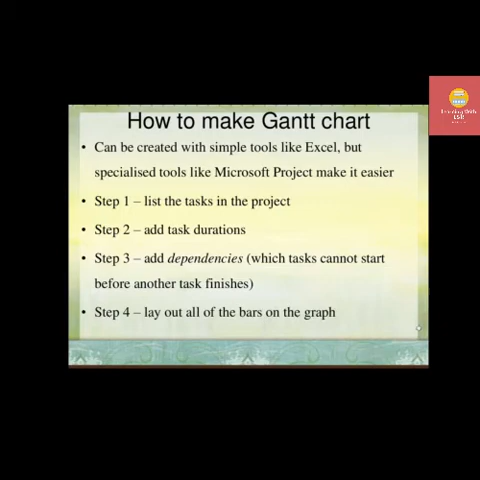 How to make Gantt chart
• Can be created with simple tools like Excel, but
specialised tools like Microsoft Project make it easier
• Step 1 – list the tasks in the project
• Step 2 – add task durations
• Step 3 – add dependencies (which tasks cannot start
before another task finishes)
• Step 4 – lay out all of the bars on the graph
Learning With